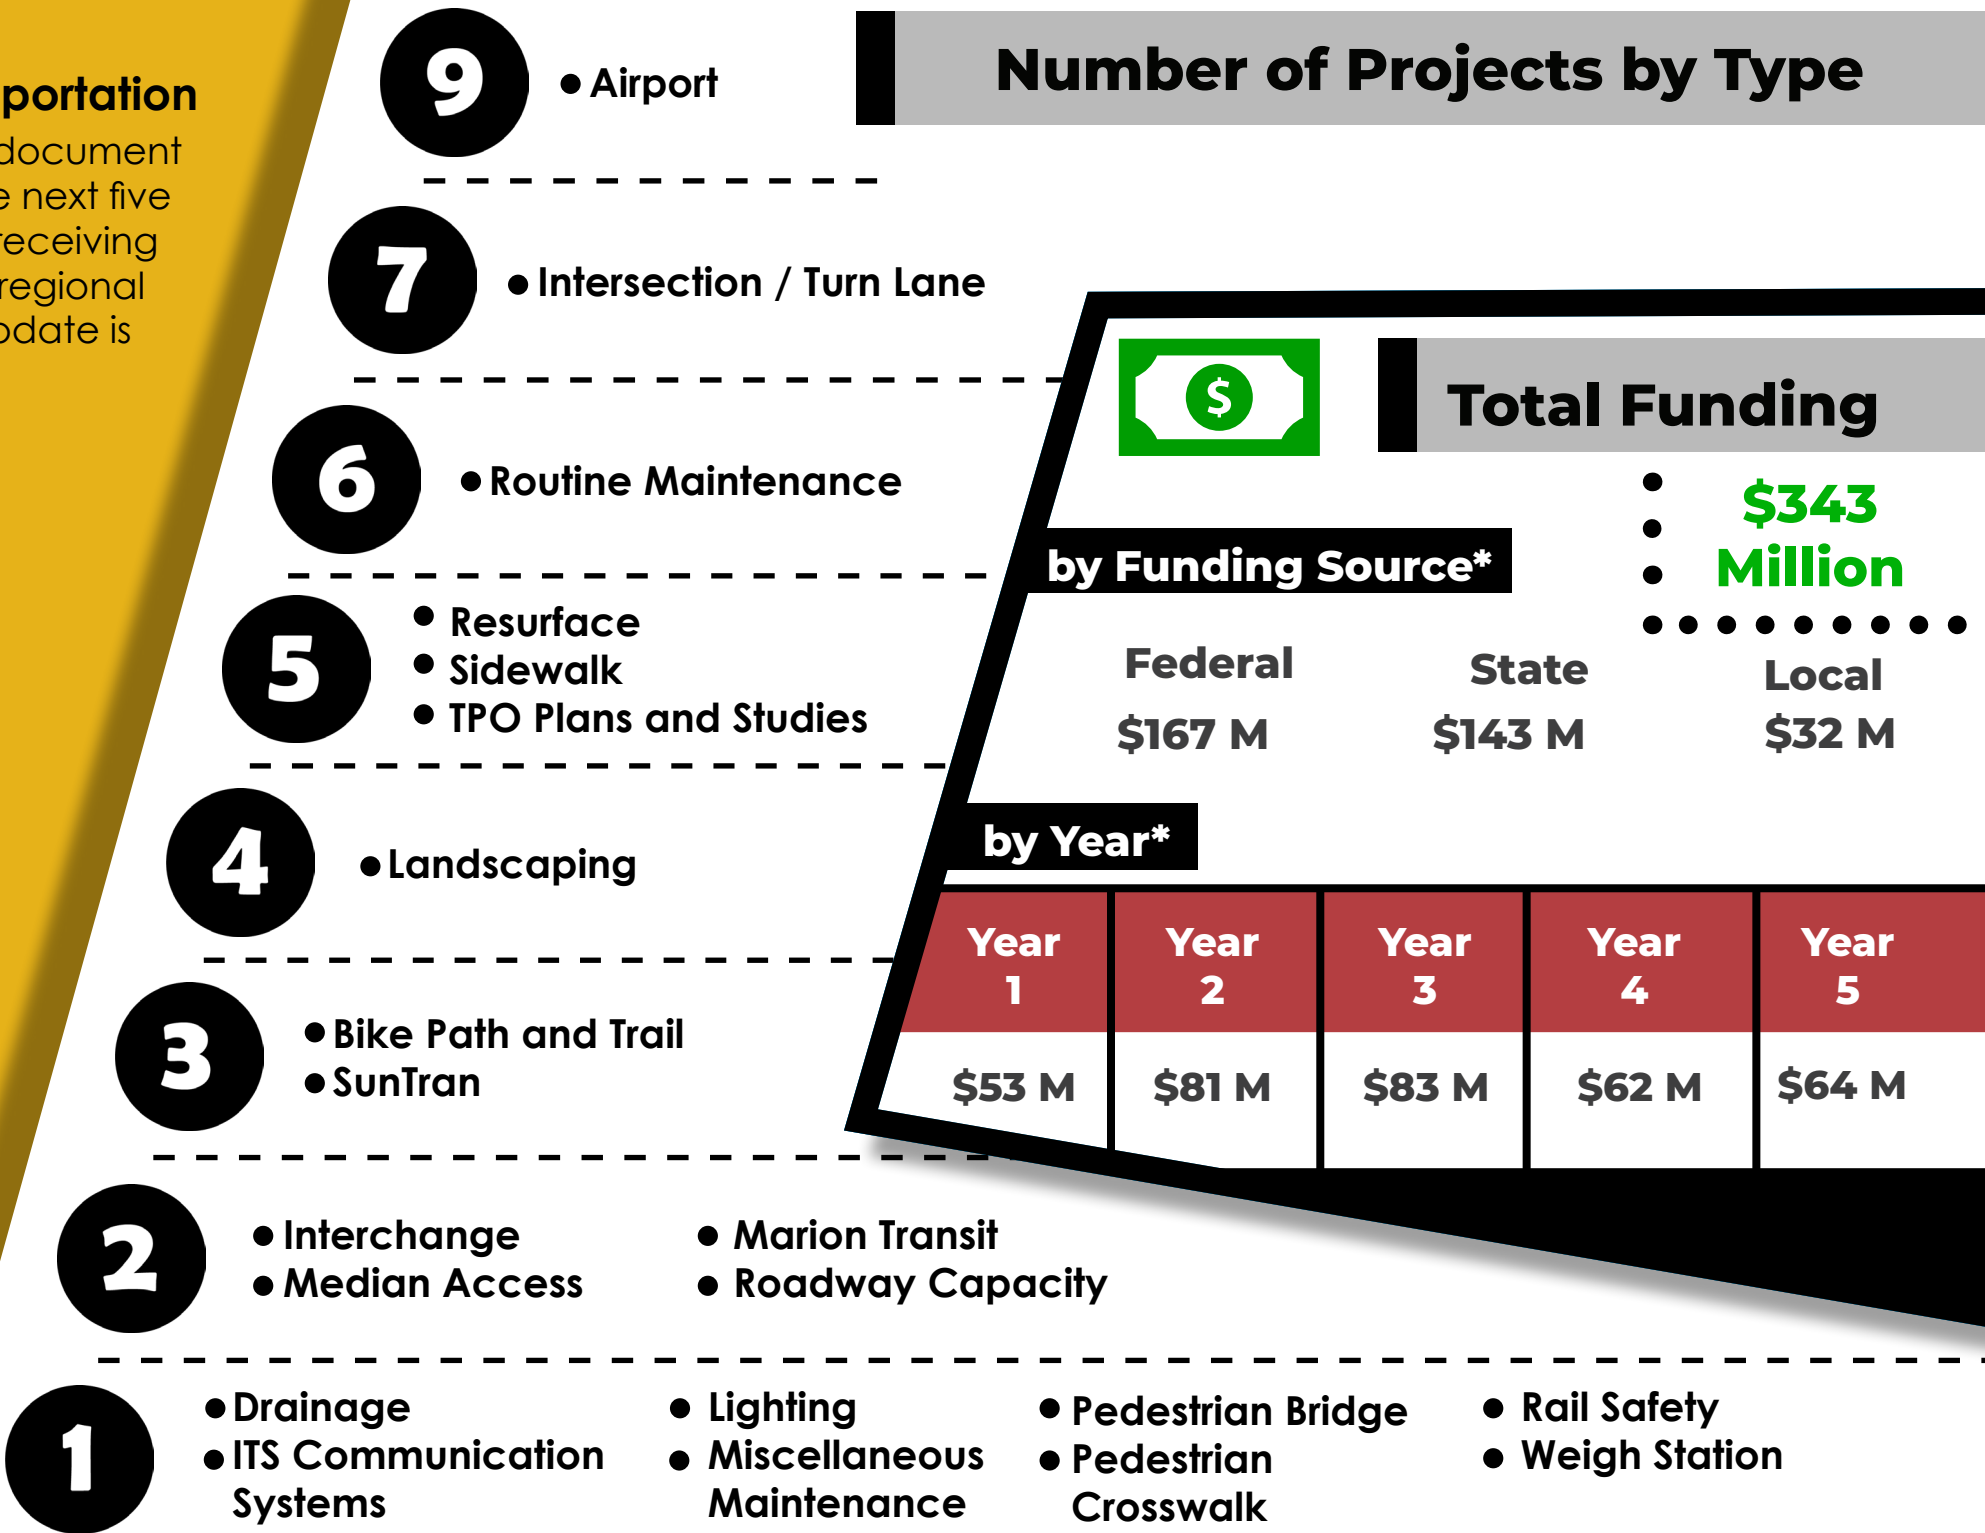 portation
document
e next five
receiving
regional
pdate is
Number of Projects by Type
9
Airport
7
Intersection / Turn Lane
6
Routine Maintenance
5
Resurface
Sidewalk
TPO Plans and Studies
4
Landscaping
3
Bike Path and Trail
SunTran
2
Interchange
Median Access
Marion Transit
Roadway Capacity
1
Drainage
ITS Communication
Systems
Lighting
Miscellaneous
Maintenance
Pedestrian Bridge
Pedestrian
Crosswalk
Rail Safety
Weigh Station
$
Total Funding
$343
Million
by Funding Source*
Federal State Local
$167 M $143 M $32 M
by Year*
Year Year Year Year Year
1 2 3 4 5
$53 M $81 M $83 M $62 M $64 M